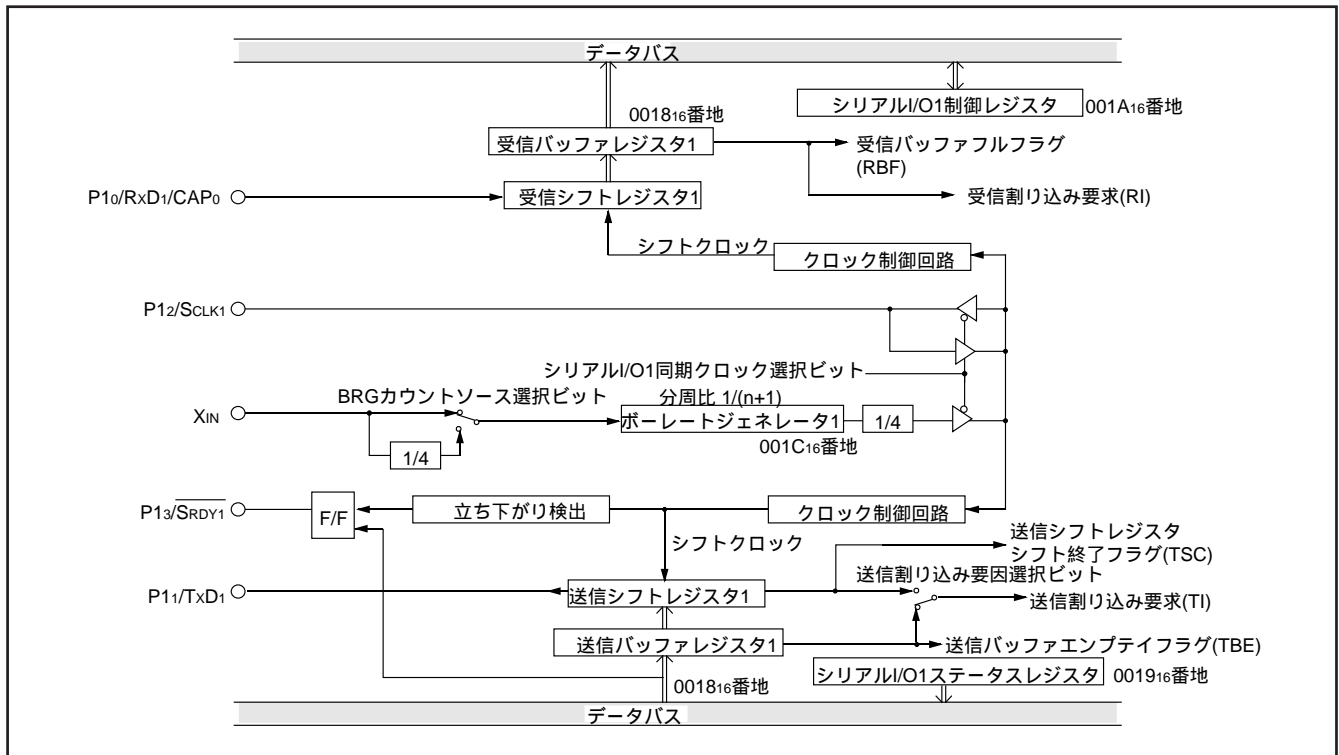 データバス
シリアルI/O1制御レジスタ 001A16番地
001816番地
受信バッファレジスタ1
受信バッファフルフラグ
(RBF)
P10/RxD1/CAP0
受信シフトレジスタ1
受信割り込み要求(RI)
シフトクロック
クロック制御回路
P12/SCLK1
シリアルI/O1同期クロック選択ビット
BRGカウントソース選択ビット
分周比 1/(n+1)
XIN
ボーレートジェネレータ1
1/4
001C16番地
1/4
P13/SRDY1
F/F
立ち下がり検出
クロック制御回路
シフトクロック
送信シフトレジスタ
シフト終了フラグ(TSC)
送信割り込み要因選択ビット
P11/TxD1
送信シフトレジスタ1
送信割り込み要求(TI)
送信バッファレジスタ1
送信バッファエンプテイフラグ(TBE)
001816番地
シリアルI/O1ステータスレジスタ 001916番地
データバス